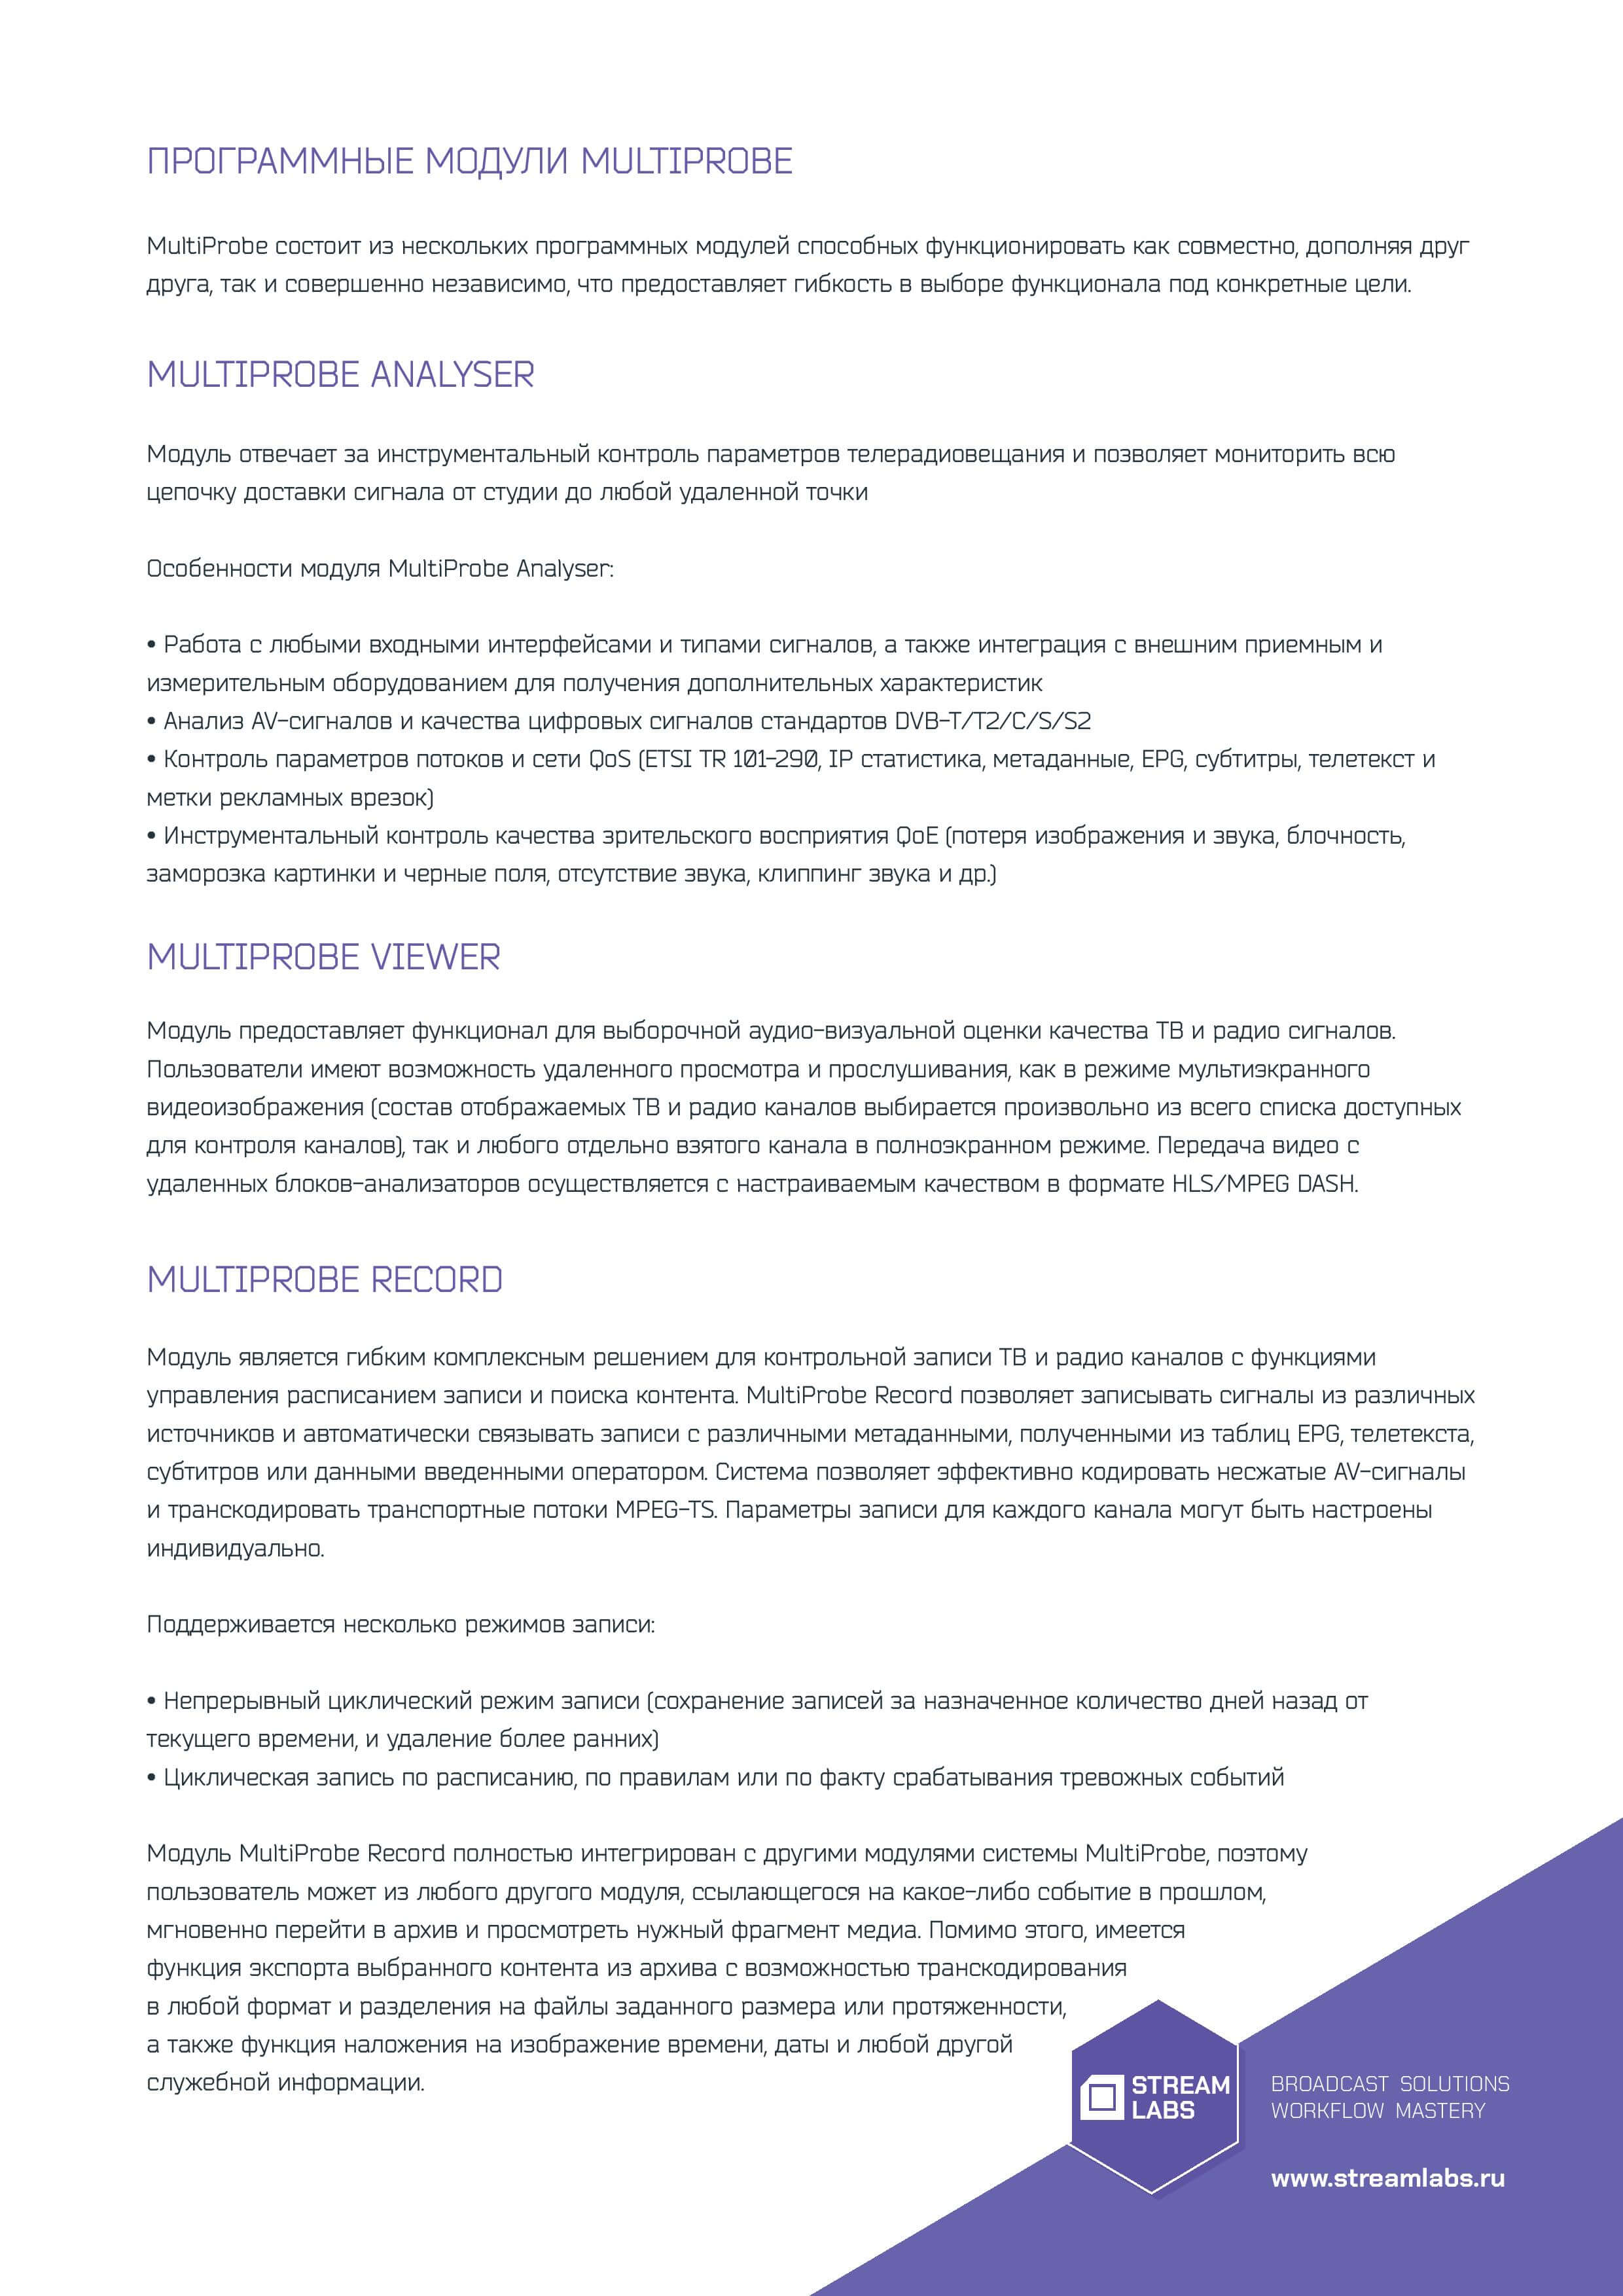 ПРОГРАММНЫЕ МОДУЛИ MULTIPROBE
MultiProbe состоит из нескольких программных модулей способных функционировать как совместно, дополняя друг
друга, так и совершенно независимо, что предоставляет гибкость в выборе функционала под конкретные цели.
MULTIPROBE ANALYSER
Модуль отвечает за инструментальный контроль параметров телерадиовещания и позволяет мониторить всю
цепочку доставки сигнала от студии до любой удаленной точки
Особенности модуля MultiProbe Analyser:
• Работа с любыми входными интерфейсами и типами сигналов, а также интеграция с внешним приемным и
измерительным оборудованием для получения дополнительных характеристик
• Анализ AV-сигналов и качества цифровых сигналов стандартов DVB-T/T2/C/S/S2
• Контроль параметров потоков и сети QoS (ETSI TR 101-290, IP статистика, метаданные, EPG, субтитры, телетекст и
метки рекламных врезок)
• Инструментальный контроль качества зрительского восприятия QoE (потеря изображения и звука, блочность,
заморозка картинки и черные поля, отсутствие звука, клиппинг звука и др.)
MULTIPROBE VIEWER
Модуль предоставляет функционал для выборочной аудио-визуальной оценки качества ТВ и радио сигналов.
Пользователи имеют возможность удаленного просмотра и прослушивания, как в режиме мультиэкранного
видеоизображения (состав отображаемых ТВ и радио каналов выбирается произвольно из всего списка доступных
для контроля каналов), так и любого отдельно взятого канала в полноэкранном режиме. Передача видео с
удаленных блоков-анализаторов осуществляется с настраиваемым качеством в формате HLS/MPEG DASH.
MULTIPROBE RECORD
Модуль является гибким комплексным решением для контрольной записи ТВ и радио каналов с функциями
управления расписанием записи и поиска контента. MultiProbe Record позволяет записывать сигналы из различных
источников и автоматически связывать записи с различными метаданными, полученными из таблиц EPG, телетекста,
субтитров или данными введенными оператором. Система позволяет эффективно кодировать несжатые AV-сигналы
и транскодировать транспортные потоки MPEG-TS. Параметры записи для каждого канала могут быть настроены
индивидуально.
Поддерживается несколько режимов записи:
• Непрерывный циклический режим записи (сохранение записей за назначенное количество дней назад от
текущего времени, и удаление более ранних)
• Циклическая запись по расписанию, по правилам или по факту срабатывания тревожных событий
Модуль MultiProbe Record полностью интегрирован с другими модулями системы MultiProbe, поэтому
пользователь может из любого другого модуля, ссылающегося на какое-либо событие в прошлом,
мгновенно перейти в архив и просмотреть нужный фрагмент медиа. Помимо этого, имеется
функция экспорта выбранного контента из архива с возможностью транскодирования
в любой формат и разделения на файлы заданного размера или протяженности,
а также функция наложения на изображение времени, даты и любой другой
служебной информации.
STREAM
LABS
BROADCAST SOLUTIONS
WORKFLOW MASTERY
www.streamlabs.ru